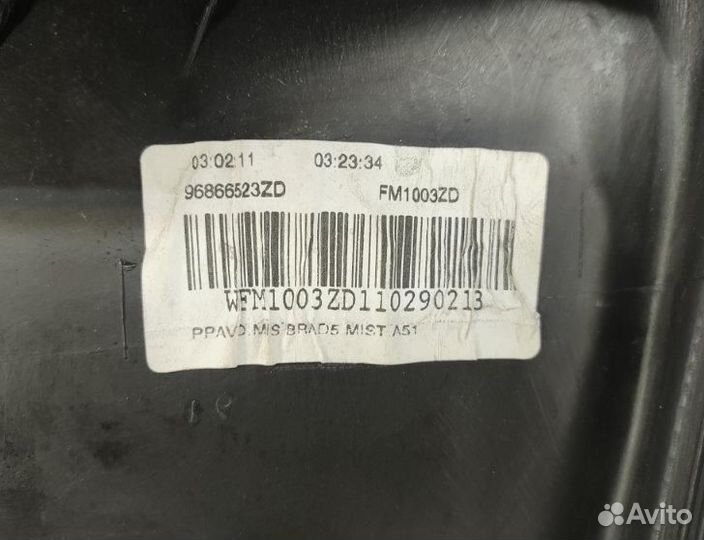 03:02:11 03:23:34
96866523ZD FM1003ZD
WFM1003ZD110290213
PPAVD MIS BRAD5 MIST A51
Avito